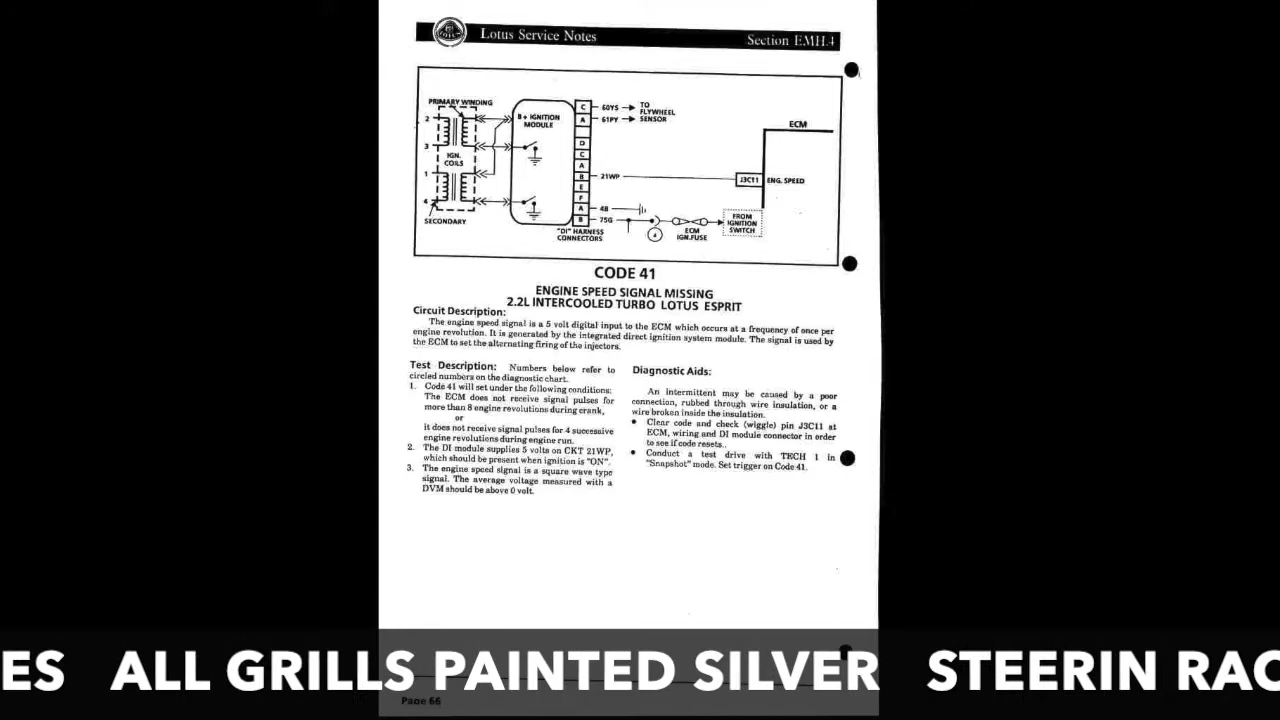 Lotus Service Notes
Section EMH.4
PRIMARY WINDING
2
3
1
4
IGN.
COILS
SECONDARY
B + IGNITION
MODULE
C
A
D
C
A
B
E
F
A
B
60YS
61PY
TO
FLYWHEEL
SENSOR
21WP
4B
75G
"DI" HARNESS
CONNECTORS
4
ECM
IGN.FUSE
FROM
IGNITION
SWITCH
ECM
J3C11
ENG. SPEED
CODE 41
ENGINE SPEED SIGNAL MISSING
2.2L INTERCOOLED TURBO LOTUS ESPRIT
Circuit Description:
The engine speed signal is a 5 volt digital input to the ECM which occurs at a frequency of once per
engine revolution. It is generated by the integrated direct ignition system module. The signal is used by
the ECM to set the alternating firing of the injectors.
Test Description: Numbers below refer to
circled numbers on the diagnostic chart.
1. Code 41 will set under the following conditions:
The ECM does not receive signal pulses for
more than 8 engine revolutions during crank,
or
it does not receive signal pulses for 4 successive
engine revolutions during engine run.
2. The DI module supplies 5 volts on CKT 21WP,
which should be present when ignition is "ON".
3. The engine speed signal is a square wave type
signal. The average voltage measured with a
DVM should be above 0 volt.
Diagnostic Aids:
An intermittent may be caused by a poor
connection, rubbed through wire insulation, or a
wire broken inside the insulation.
• Clear code and check (wiggle) pin J3C11 at
ECM, wiring and DI module connector in order
to see if code resets..
• Conduct a test drive with TECH 1 in
"Snapshot" mode. Set trigger on Code 41.
ES ALL GRILLS PAINTED SILVER STEERIN RAC
Page 66